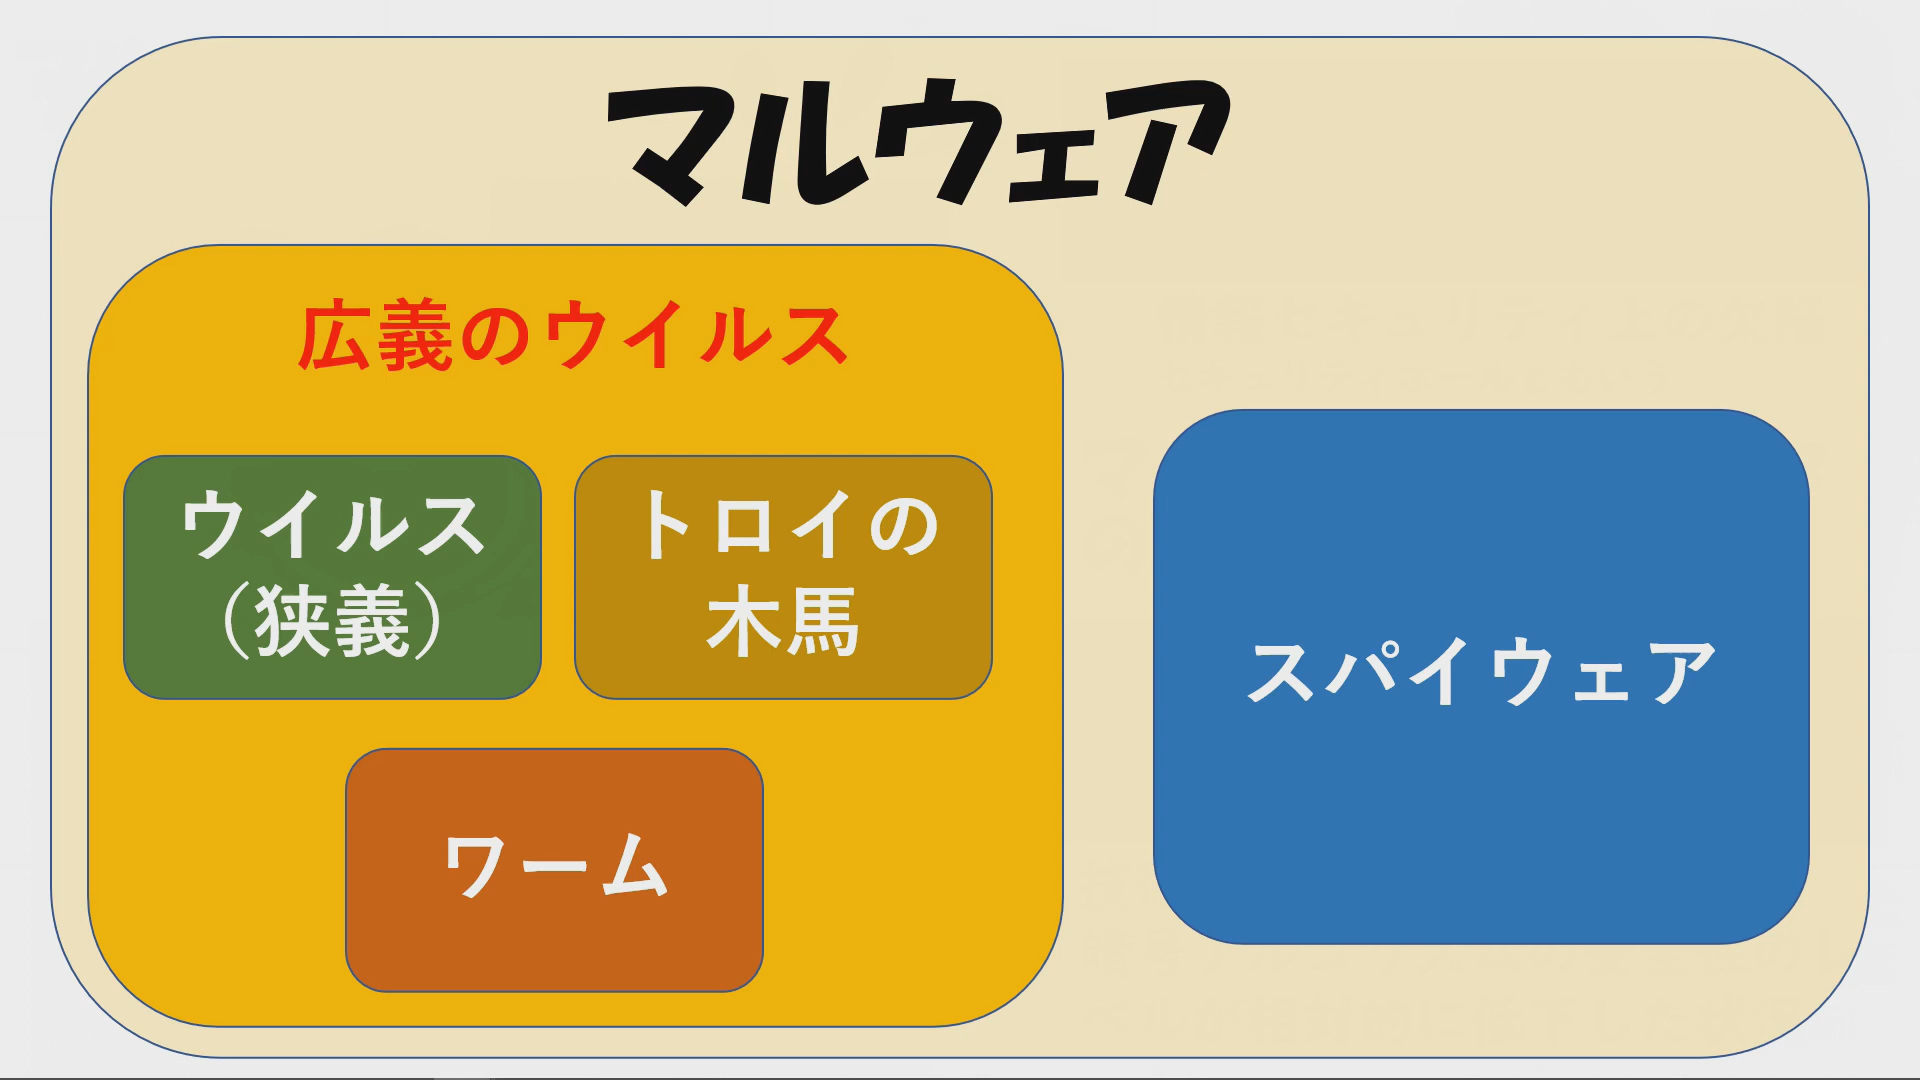 マルウェア
広義のウイルス
ウイルス
（狭義）
トロイの
木馬
ワーム
スパイウェア